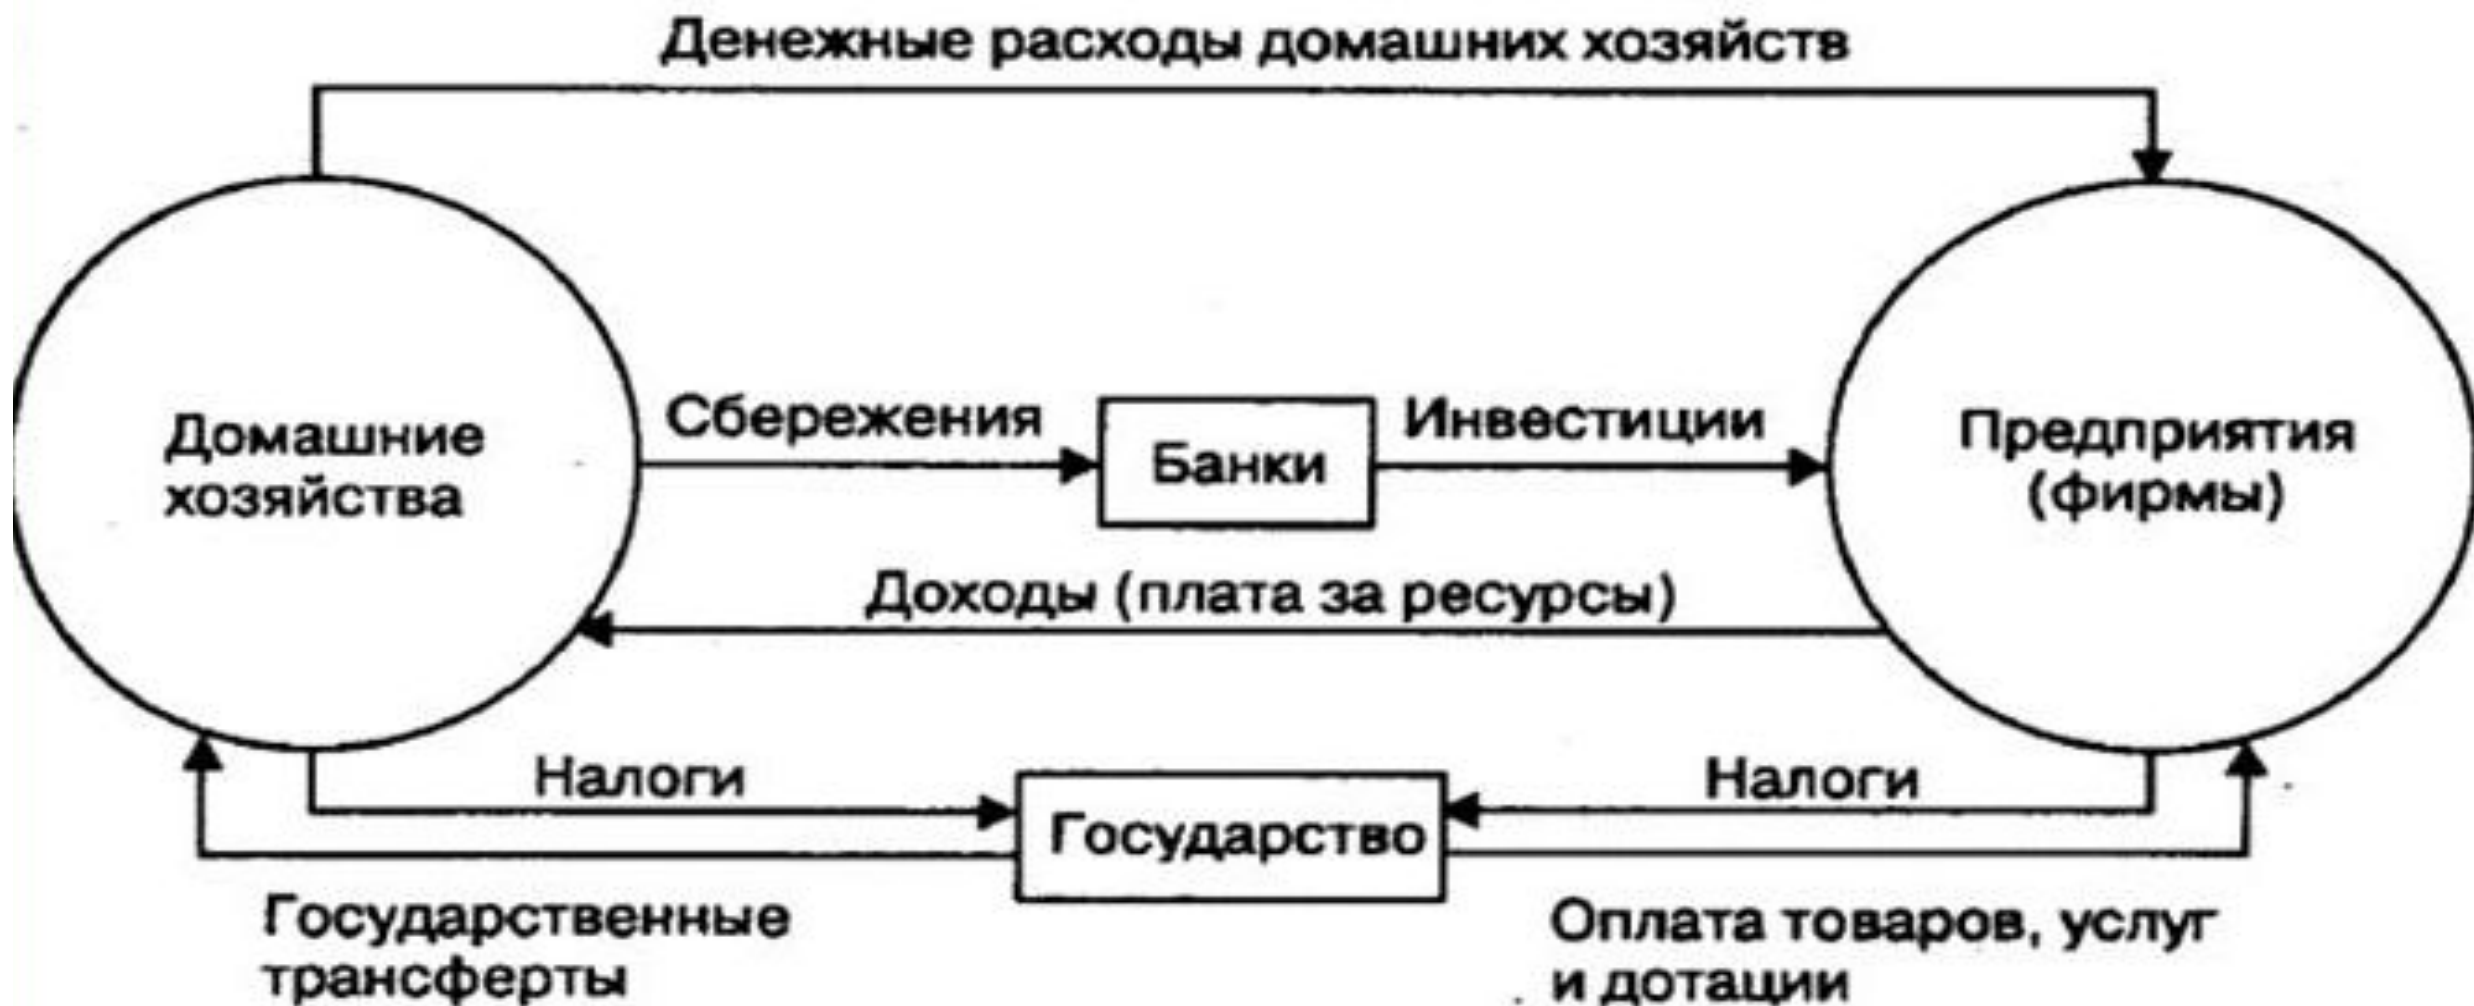 Денежные расходы домашних хозяйств
Сбережения
Инвестиции
Домашние
хозяйства
Банки
Предприятия
(фирмы)
Доходы (плата за ресурсы)
Налоги
Налоги
Государство
Государственные
трансферты
Оплата товаров, услуг
и дотации